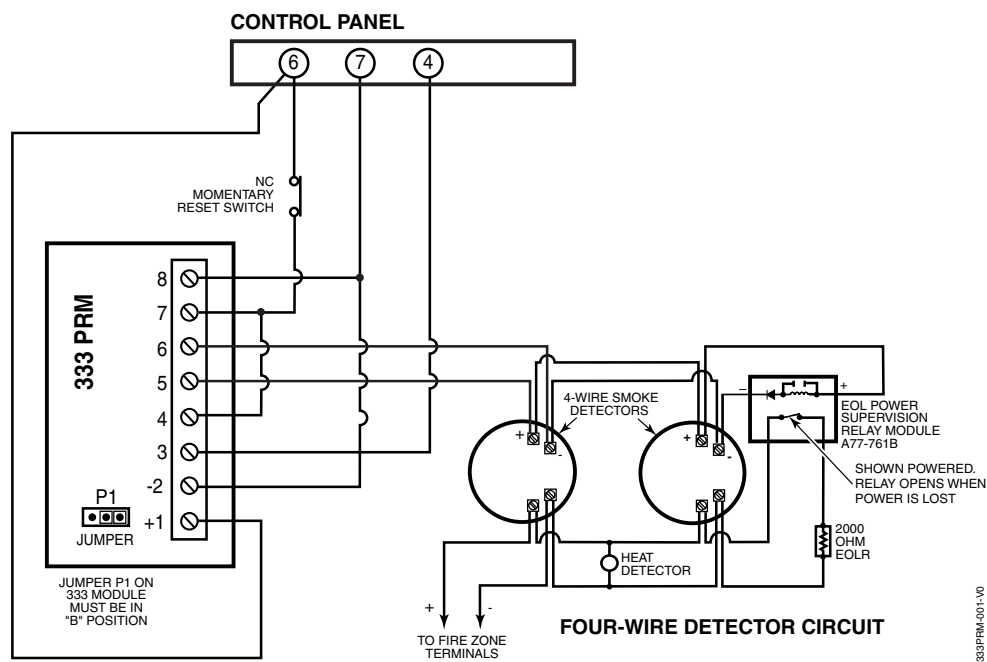 CONTROL PANEL
6
7
4
NC
MOMENTARY
RESET SWITCH
333 PRM
8
7
6
5
4
3
-2
+1
P1
JUMPER
JUMPER P1 ON
333 MODULE
MUST BE IN
"B" POSITION
4-WIRE SMOKE
DETECTORS
+
-
+
-
–
+
EOL POWER
SUPERVISION
RELAY MODULE
A77-761B
SHOWN POWERED.
RELAY OPENS WHEN
POWER IS LOST
2000
OHM
EOLR
HEAT
DETECTOR
+
-
TO FIRE ZONE
TERMINALS
FOUR-WIRE DETECTOR CIRCUIT
333PRM-001-V0